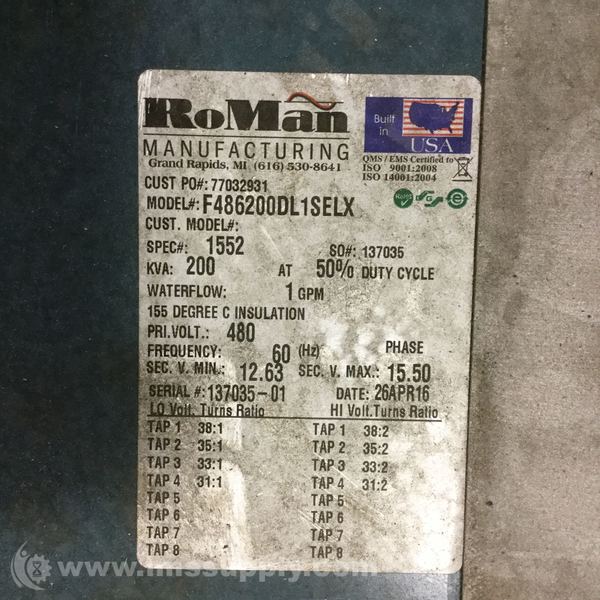 RoMan
MANUFACTURING
Grand Rapids, MI (616) 530-8641
Built in USA
QMS / EMS Certified to
ISO 9001:2008
ISO 14001:2004
CUST PO#: 77032931
MODEL#: F486200DL1SELX
CUST. MODEL#:
SPEC#: 1552 SO#: 137035
KVA: 200 AT 50% DUTY CYCLE
WATERFLOW: 1 GPM
155 DEGREE C INSULATION
PRI.VOLT.: 480
FREQUENCY: 60 (Hz) PHASE
SEC. V. MIN.: 12.63 SEC. V. MAX.: 15.50
SERIAL #: 137035-01 DATE: 26APR16
LO Volt. Turns Ratio HI Volt. Turns Ratio
TAP 1 38:1 TAP 1 38:2
TAP 2 35:1 TAP 2 35:2
TAP 3 33:1 TAP 3 33:2
TAP 4 31:1 TAP 4 31:2
TAP 5 TAP 5
TAP 6 TAP 6
TAP 7 TAP 7
TAP 8 TAP 8
www.imssupply.com